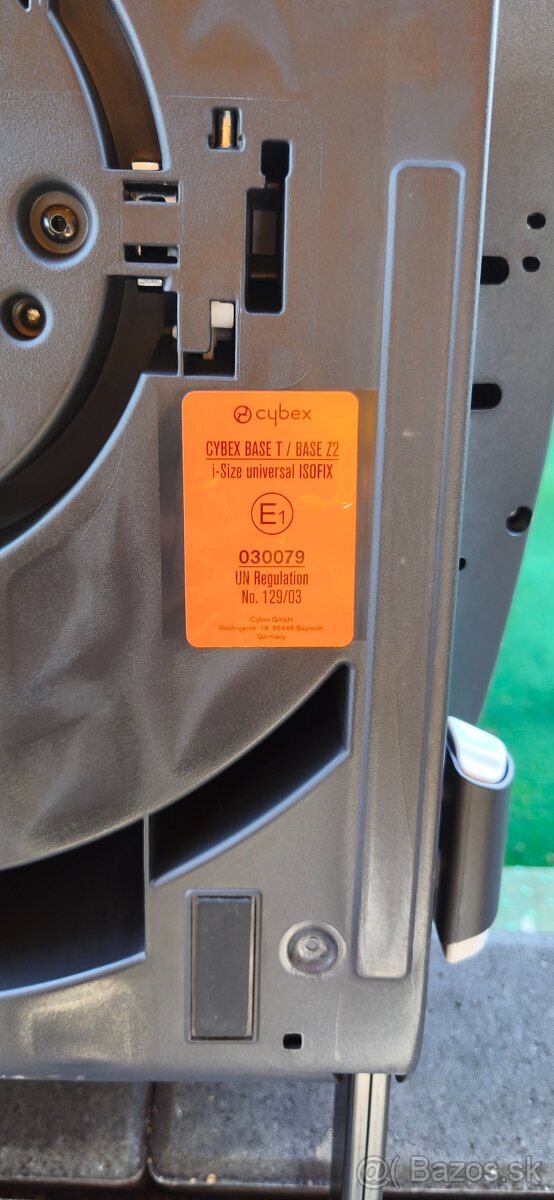 cybex
CYBEX BASE T / BASE Z2
i-Size universal ISOFIX
E1
030079
UN Regulation
No. 129/03
Cybex GmbH
Riedingerstr. 18, 95448 Bayreuth
Germany
@( Bazos.sk